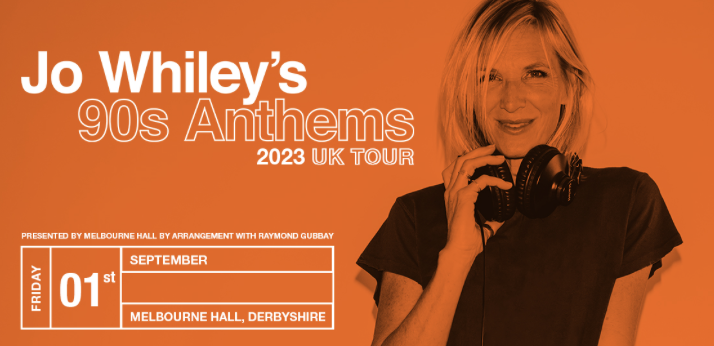 Jo Whiley's
90s Anthems
2023 UK TOUR
PRESENTED BY MELBOURNE HALL BY ARRANGEMENT WITH RAYMOND GUBBAY
FRIDAY
01st
SEPTEMBER
MELBOURNE HALL, DERBYSHIRE